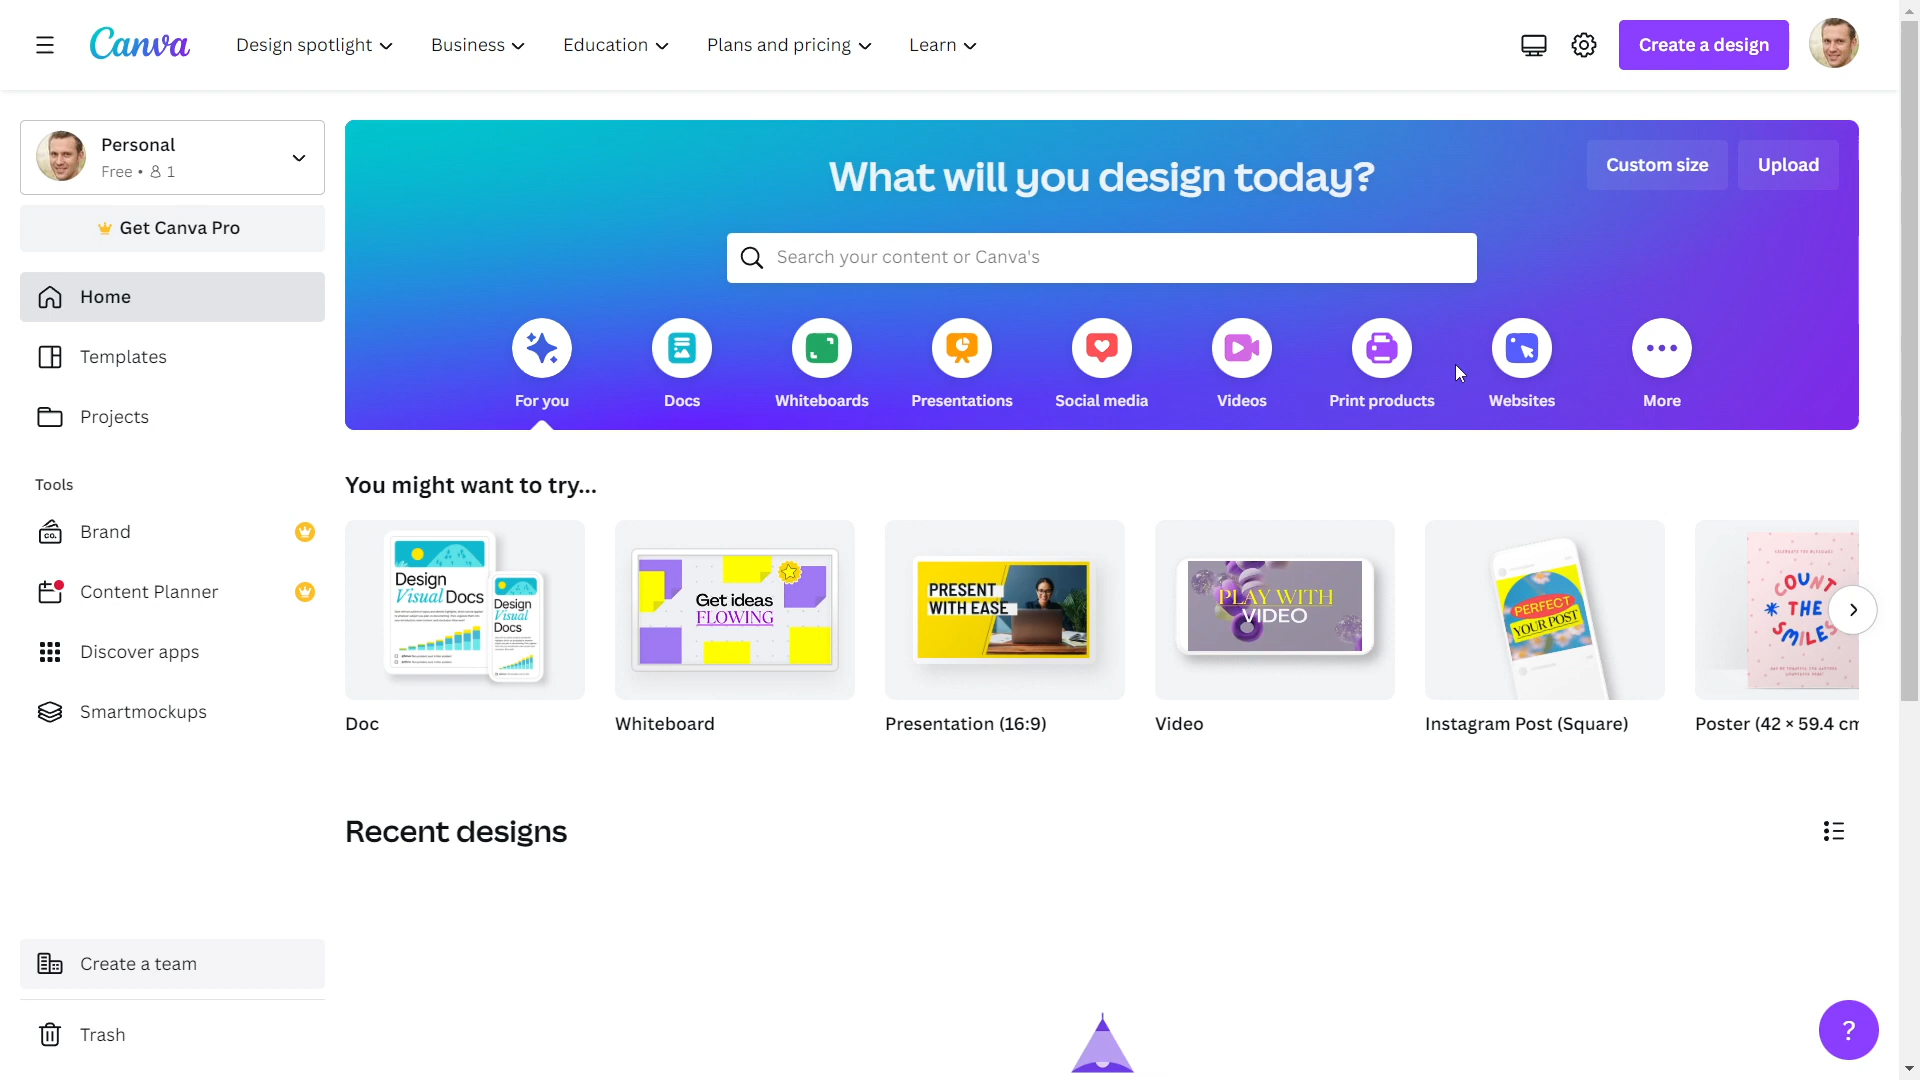 Canva
Design spotlight
Business
Education
Plans and pricing
Learn
Create a design
Personal
Free • 1
Get Canva Pro
Home
Templates
Projects
Tools
Brand
CO.
Content Planner
Discover apps
Smartmockups
Create a team
Trash
What will you design today?
Custom size
Upload
Search your content or Canva's
For you
Docs
Whiteboards
Presentations
Social media
Videos
Print products
Websites
More
You might want to try...
Design
Visual Docs
Design
Visual
Docs
Doc
Get ideas
FLOWING
Whiteboard
PRESENT
WITH EASE
Presentation (16:9)
PLAY WITH
VIDEO
Video
PERFECT
YOUR POST
Instagram Post (Square)
COUNT
* THE
SMILES
Poster (42 × 59.4 cm
Recent designs
?